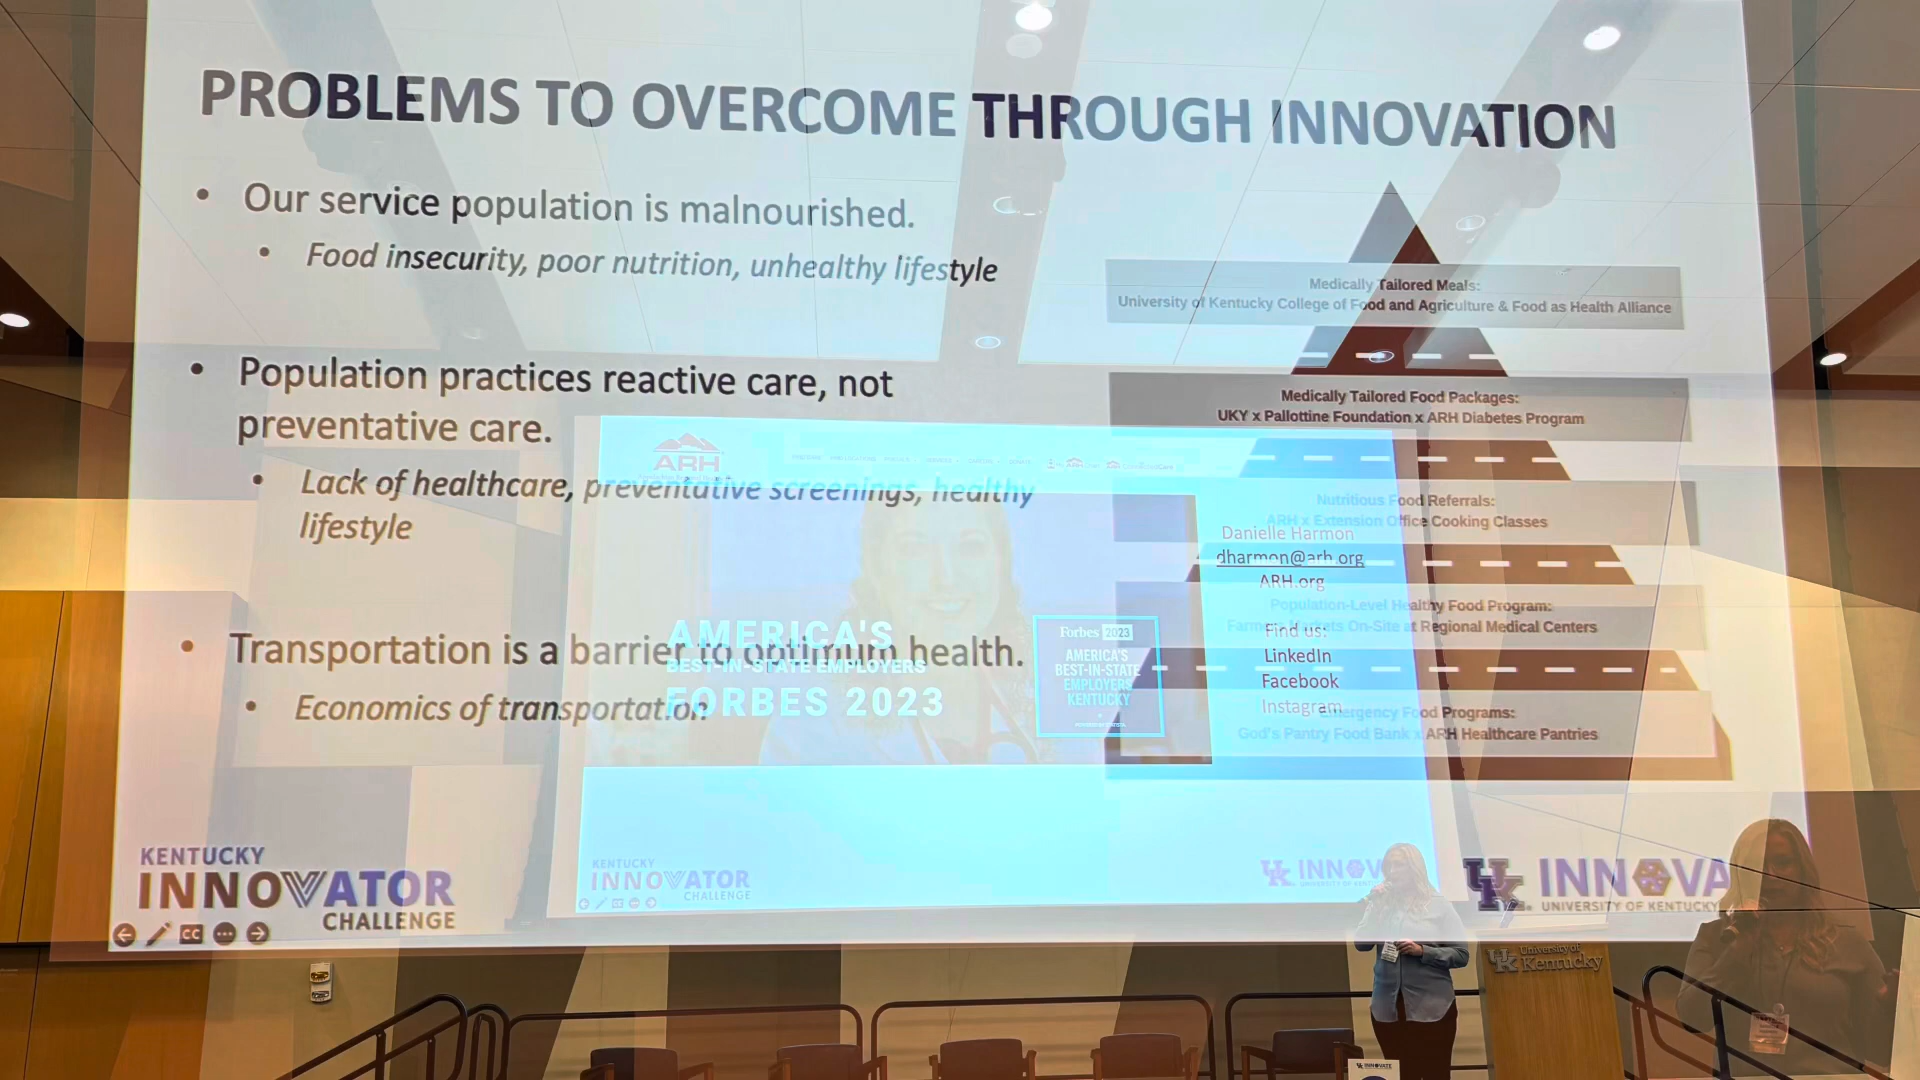 PROBLEMS TO OVERCOME THROUGH INNOVATION
• Our service population is malnourished.
• Food insecurity, poor nutrition, unhealthy lifestyle
• Population practices reactive care, not
preventative care.
• Lack of healthcare, preventative screenings, healthy
lifestyle
• Transportation is a barrier to optimum health.
• Economics of transportation
Medically Tailored Meals:
University of Kentucky College of Food and Agriculture & Food as Health Alliance
Medically Tailored Food Packages:
UKY x Pallottine Foundation x ARH Diabetes Program
Nutritious Food Referrals:
ARH x Extension Office Cooking Classes
Population-Level Healthy Food Program:
Farmers Markets On-Site at Regional Medical Centers
Emergency Food Programs:
God's Pantry Food Bank x ARH Healthcare Pantries
ARH
AMERICA'S
BEST-IN-STATE EMPLOYERS
FORBES 2023
Forbes 2023
AMERICA'S
BEST-IN-STATE
EMPLOYERS
KENTUCKY
Danielle Harmon
dharmon@arh.org
ARH.org
Find us:
LinkedIn
Facebook
Instagram
KENTUCKY
INNOVATOR
CHALLENGE
CC
KENTUCKY
INNOVATOR
CHALLENGE
UK INNOV
UK INNOVA
UNIVERSITY OF KENTUCKY
University of
UK Kentucky
UK INNOVATE